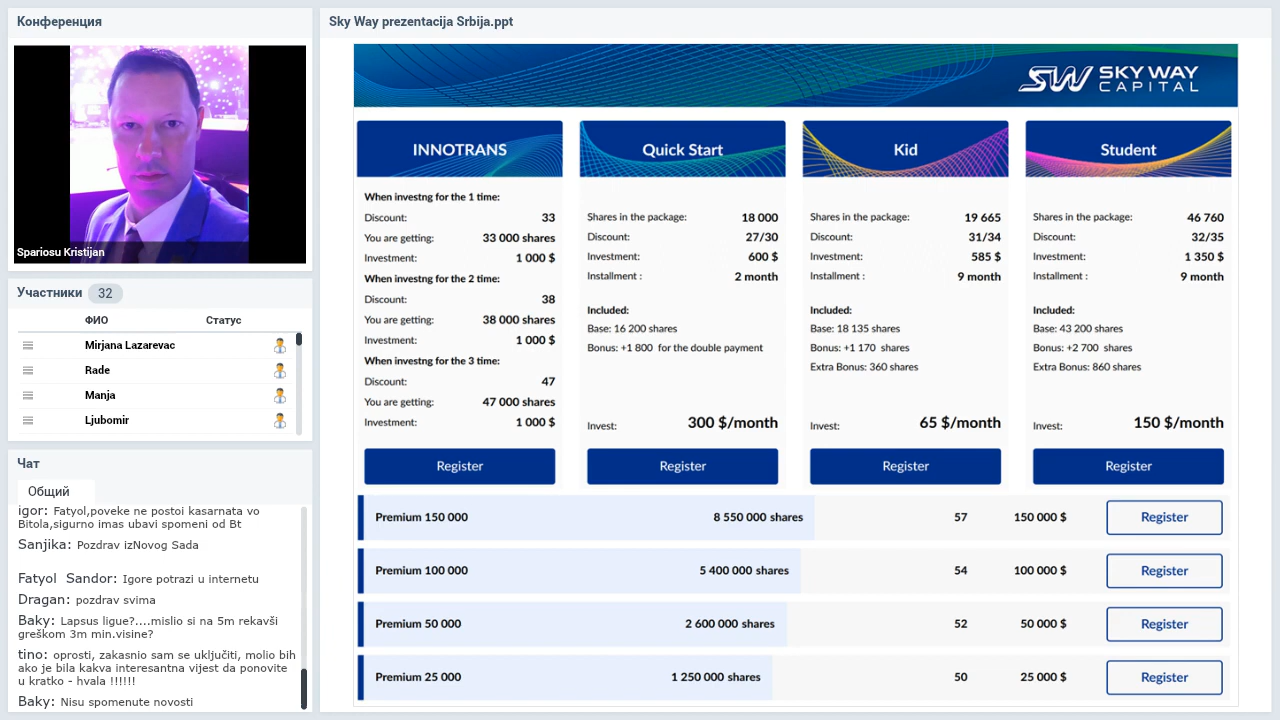 Конференция
Spariosu Kristijan
Участники 32
ФИО Статус
Mirjana Lazarevac
Rade
Manja
Ljubomir
Чат
Общий
igor: Fatyol,poveke ne postoi kasarnata vo
Bitola,sigurno imas ubavi spomeni od Bt
Sanjika: Pozdrav izNovog Sada
Fatyol Sandor: Igore potrazi u internetu
Dragan: pozdrav svima
Baky: Lapsus ligue?....mislio si na 5m rekavši
greškom 3m min.visine?
tino: oprosti, zakasnio sam se uključiti, molio bih
ako je bila kakva interesantna vijest da ponovite
u kratko - hvala !!!!!!
Baky: Nisu spomenute novosti
Sky Way prezentacija Srbija.ppt
SW SKY WAY
CAPITAL
INNOTRANS
When investng for the 1 time:
Discount: 33
You are getting: 33 000 shares
Investment: 1 000 $
When investng for the 2 time:
Discount: 38
You are getting: 38 000 shares
Investment: 1 000 $
When investng for the 3 time:
Discount: 47
You are getting: 47 000 shares
Investment: 1 000 $
Register
Quick Start
Shares in the package: 18 000
Discount: 27/30
Investment: 600 $
Installment : 2 month
Included:
Base: 16 200 shares
Bonus: +1 800 for the double payment
Invest: 300 $/month
Register
Kid
Shares in the package: 19 665
Discount: 31/34
Investment: 585 $
Installment : 9 month
Included:
Base: 18 135 shares
Bonus: +1 170 shares
Extra Bonus: 360 shares
Invest: 65 $/month
Register
Student
Shares in the package: 46 760
Discount: 32/35
Investment: 1 350 $
Installment : 9 month
Included:
Base: 43 200 shares
Bonus: +2 700 shares
Extra Bonus: 860 shares
Invest: 150 $/month
Register
Premium 150 000 8 550 000 shares 57 150 000 $ Register
Premium 100 000 5 400 000 shares 54 100 000 $ Register
Premium 50 000 2 600 000 shares 52 50 000 $ Register
Premium 25 000 1 250 000 shares 50 25 000 $ Register